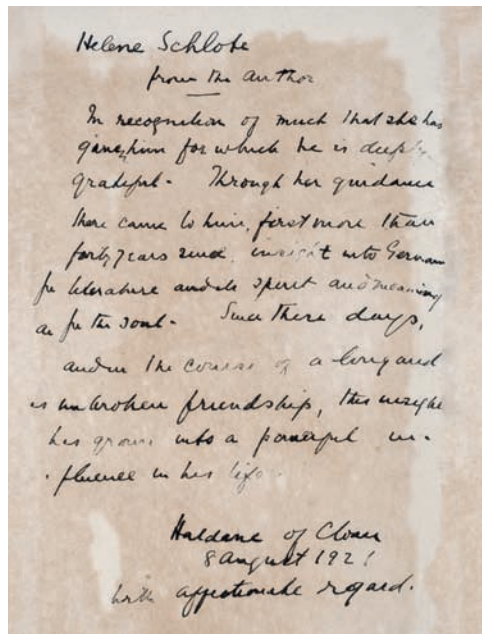 Helene Schlote
from the author
In recognition of much that she has
given him for which he is deeply
grateful. Through her guidance
there came to him, first more than
forty years since, insight into German
literature and its spirit and meaning
for the soul. Since those days,
and in the course of a long and
unbroken friendship, this insight
has grown into a powerful in-
fluence in his life.
Haldane of Cloan
8 August 1921
with affectionate regard.